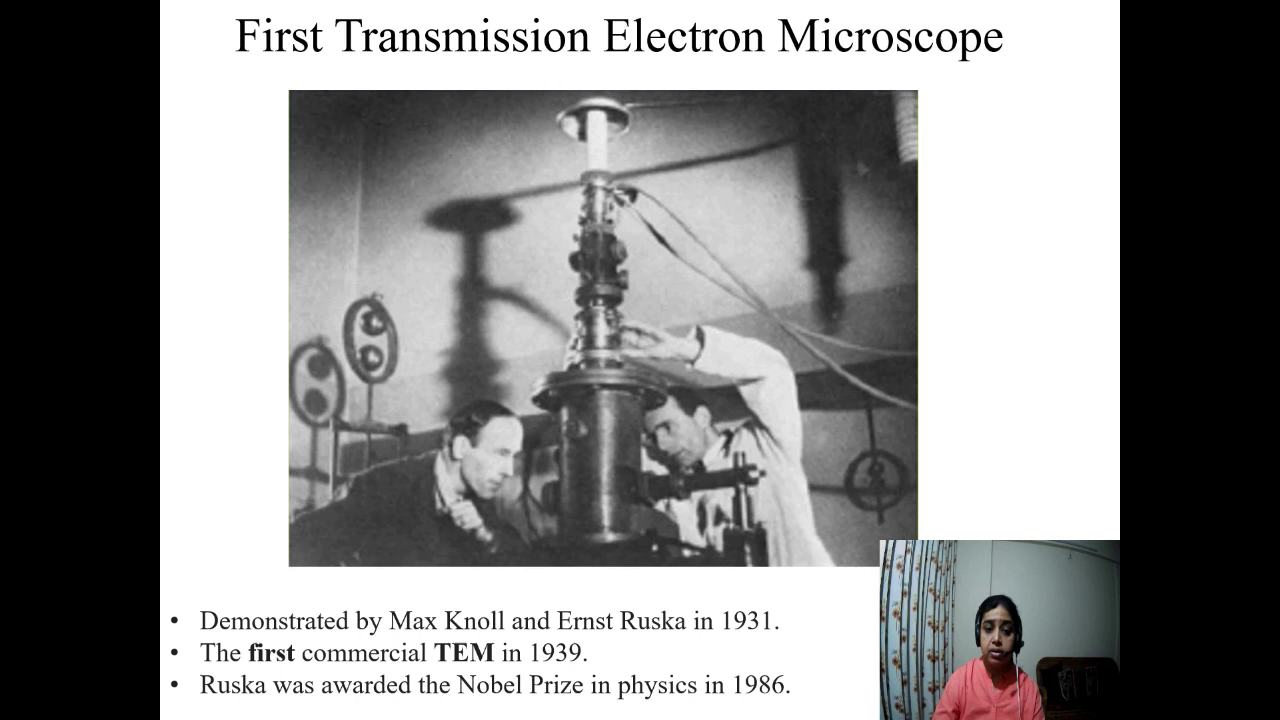 First Transmission Electron Microscope
• Demonstrated by Max Knoll and Ernst Ruska in 1931.
• The first commercial TEM in 1939.
• Ruska was awarded the Nobel Prize in physics in 1986.